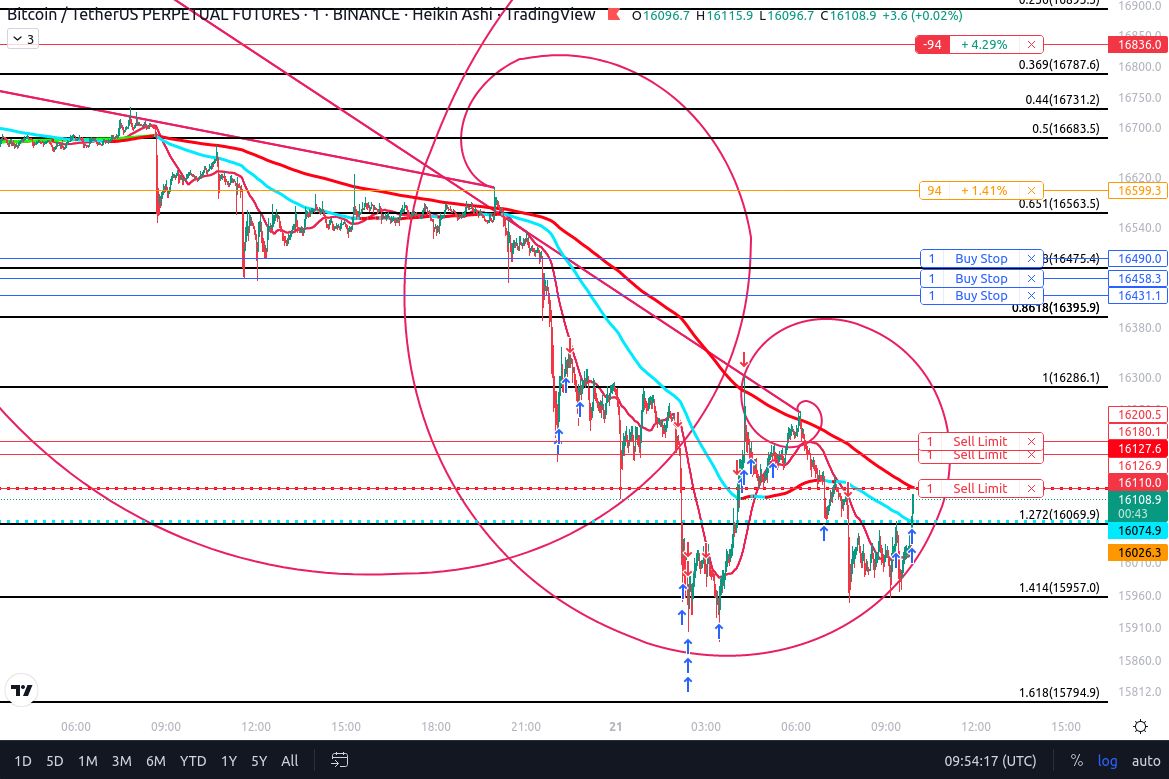 Bitcoin / TetherUS PERPETUAL FUTURES · 1 · BINANCE · Heikin Ashi · TradingView O16096.7 H16115.9 L16096.7 C16108.9 +3.6 (+0.02%)
16900.0
3
-94 +4.29% × 16836.0
0.369(16787.6)
16800.0
0.44(16731.2)
16750.0
0.5(16683.5)
16700.0
16620.0
94 +1.41% × 16599.3
0.651(16563.5)
16540.0
1 Buy Stop × 16490.0
(16475.4)
1 Buy Stop × 16458.3
1 Buy Stop × 16431.1
0.8618(16395.9)
16380.0
1(16286.1)
16300.0
16200.5
16180.1
1 Sell Limit ×
16127.6
1 Sell Limit ×
16126.9
1 Sell Limit × 16110.0
16108.9
00:43
1.272(16069.9)
16074.9
16026.3
16010.0
1.414(15957.0)
15960.0
15910.0
15860.0
1.618(15794.9)
15812.0
06:00 09:00 12:00 15:00 18:00 21:00 21 03:00 06:00 09:00 12:00 15:00
1D 5D 1M 3M 6M YTD 1Y 5Y All 09:54:17 (UTC) % log auto